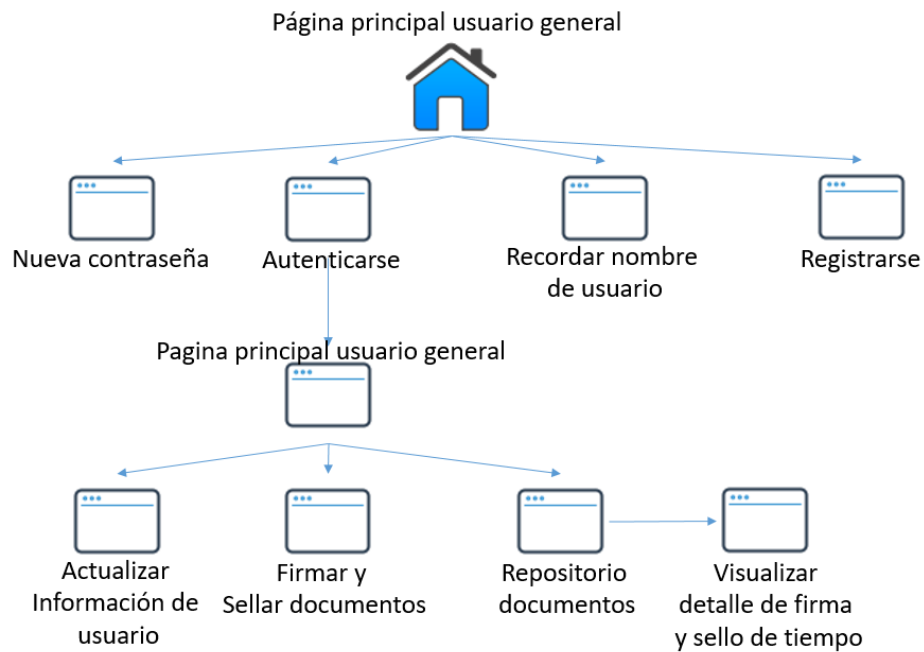 Página principal usuario general
Nueva contraseña
Autenticarse
Recordar nombre
de usuario
Registrarse
Pagina principal usuario general
Actualizar
Información de
usuario
Firmar y
Sellar documentos
Repositorio
documentos
Visualizar
detalle de firma
y sello de tiempo